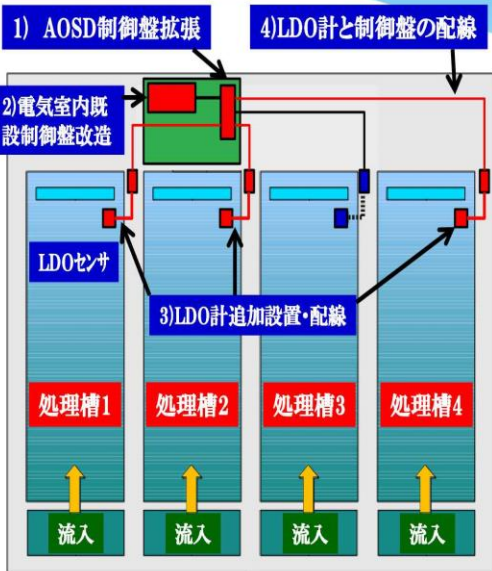 1) AOSD制御盤拡張
4)LDO計と制御盤の配線
2)電気室内既
設制御盤改造
LDOセンサ
3)LDO計追加設置・配線
処理槽1
処理槽2
処理槽3
処理槽4
流入
流入
流入
流入